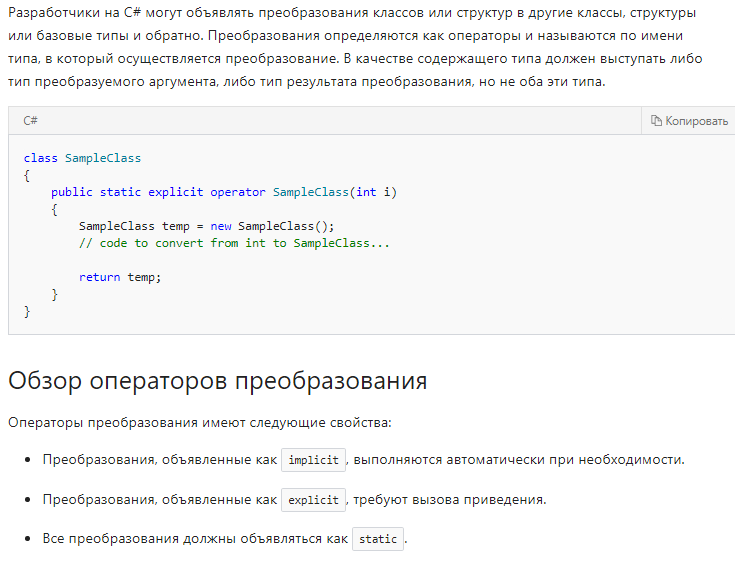 Разработчики на C# могут объявлять преобразования классов или структур в другие классы, структуры
или базовые типы и обратно. Преобразования определяются как операторы и называются по имени
типа, в который осуществляется преобразование. В качестве содержащего типа должен выступать либо
тип преобразуемого аргумента, либо тип результата преобразования, но не оба эти типа.
C# Копировать
class SampleClass
{
    public static explicit operator SampleClass(int i)
    {
        SampleClass temp = new SampleClass();
        // code to convert from int to SampleClass...

        return temp;
    }
}
Обзор операторов преобразования
Операторы преобразования имеют следующие свойства:
• Преобразования, объявленные как implicit, выполняются автоматически при необходимости.
• Преобразования, объявленные как explicit, требуют вызова приведения.
• Все преобразования должны объявляться как static.